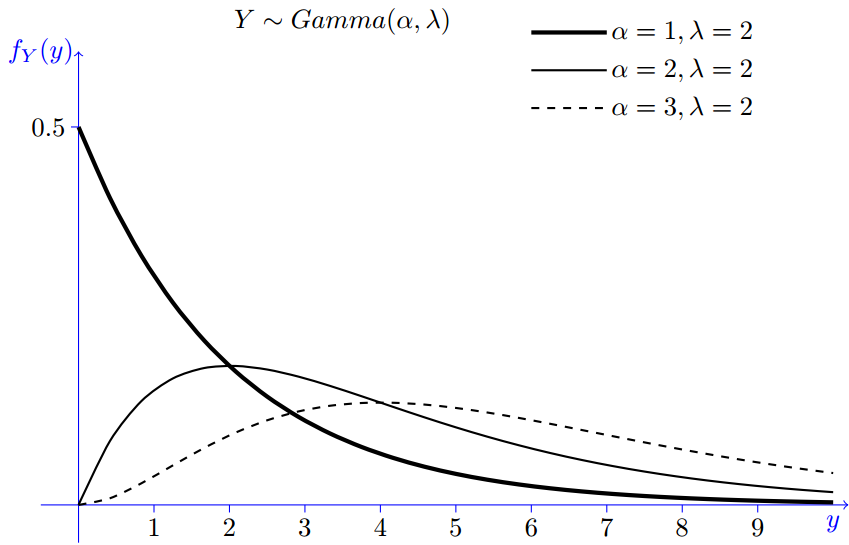 Y ∼ Gamma(α, λ)
α = 1, λ = 2
α = 2, λ = 2
α = 3, λ = 2
f_Y(y)
0.5
1 2 3 4 5 6 7 8 9
y